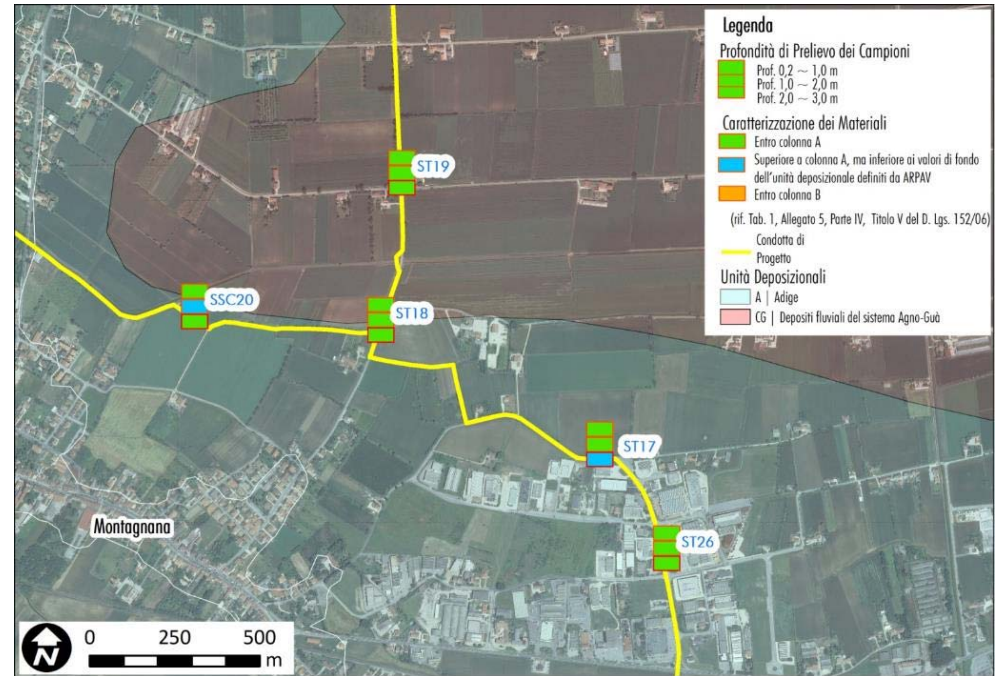 Legenda
Profondità di Prelievo dei Campioni
Prof. 0,2 ~ 1,0 m
Prof. 1,0 ~ 2,0 m
Prof. 2,0 ~ 3,0 m
Caratterizzazione dei Materiali
Entro colonna A
Superiore a colonna A, ma inferiore ai valori di fondo
dell'unità deposizionale definiti da ARPAV
Entro colonna B
(rif. Tab. 1, Allegato 5, Parte IV, Titolo V del D. Lgs. 152/06)
Condotta di
Progetto
Unità Deposizionali
A | Adige
CG | Depositi fluviali del sistema Agno-Guà
ST19
SSC20
ST18
ST17
ST26
Montagnana
N
0 250 500
m